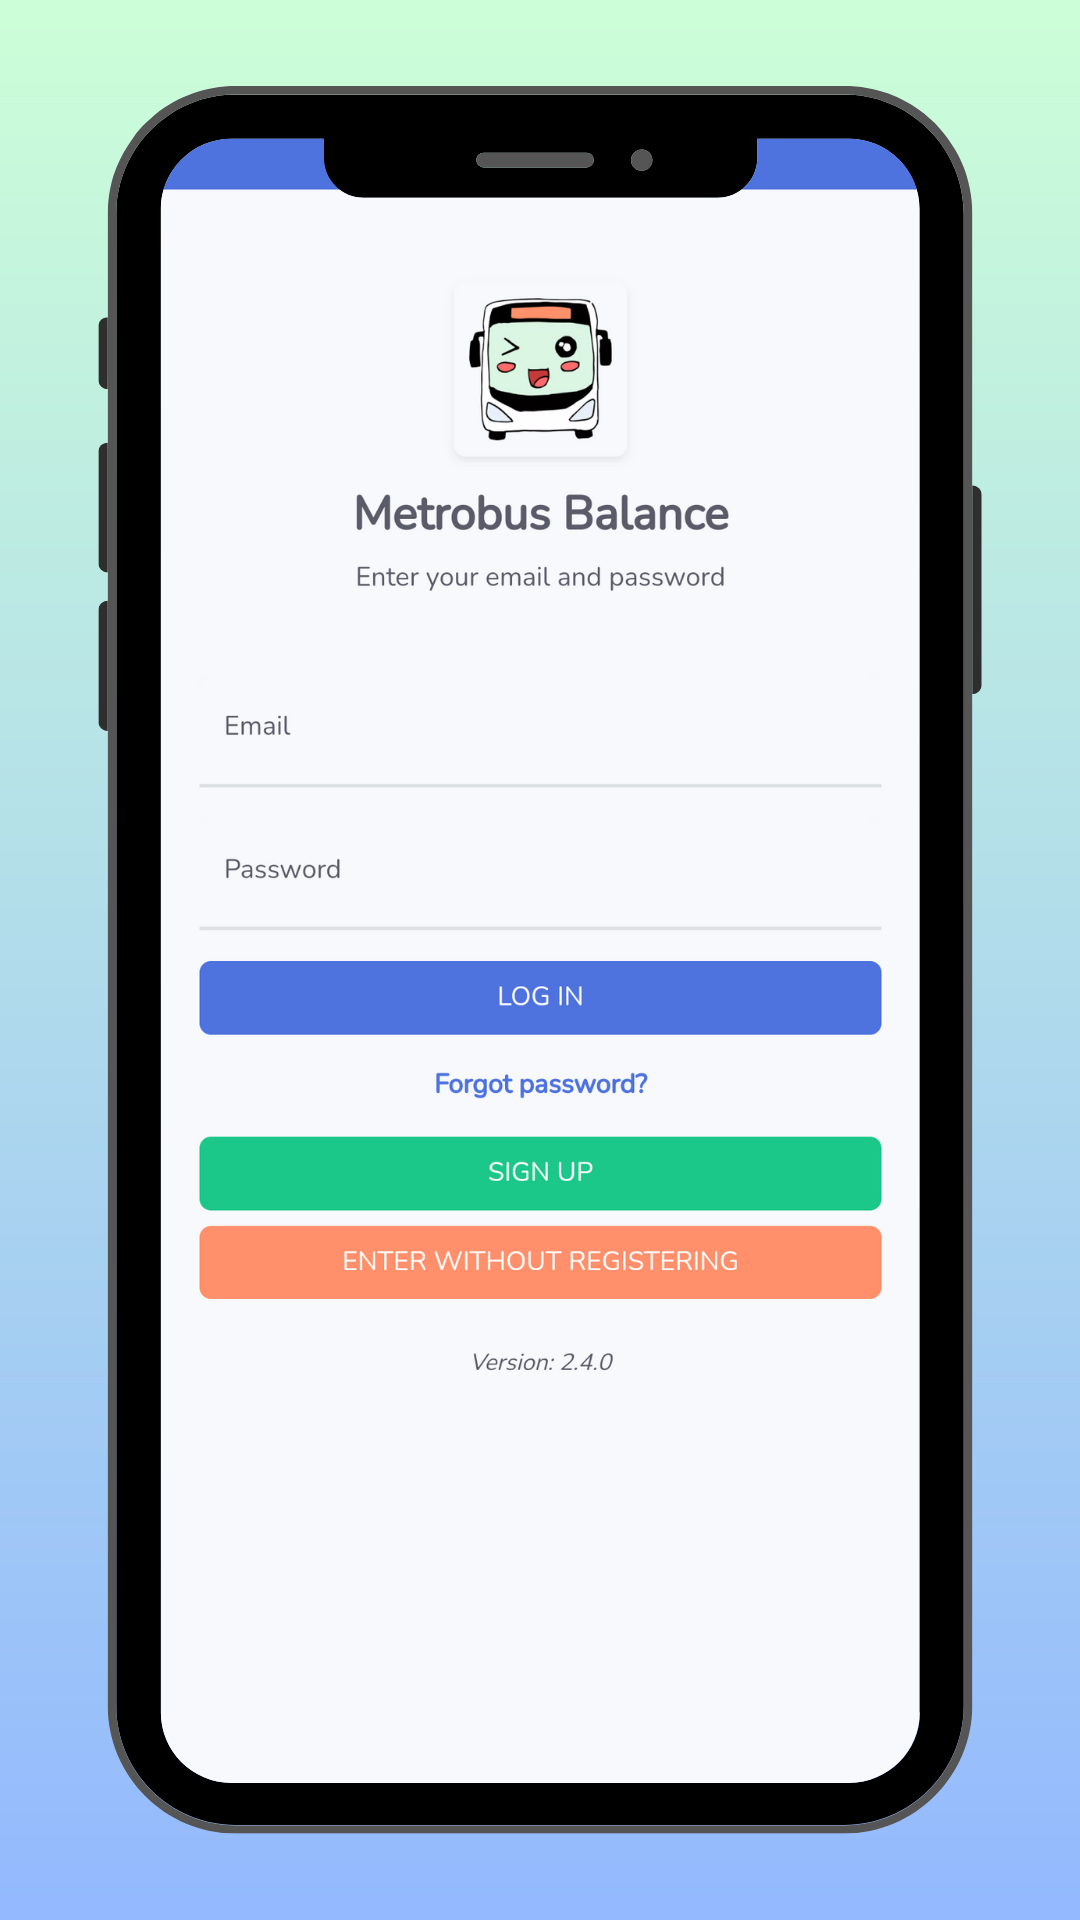 Metrobus Balance
Enter your email and password
Email
Password
LOG IN
Forgot password?
SIGN UP
ENTER WITHOUT REGISTERING
Version: 2.4.0